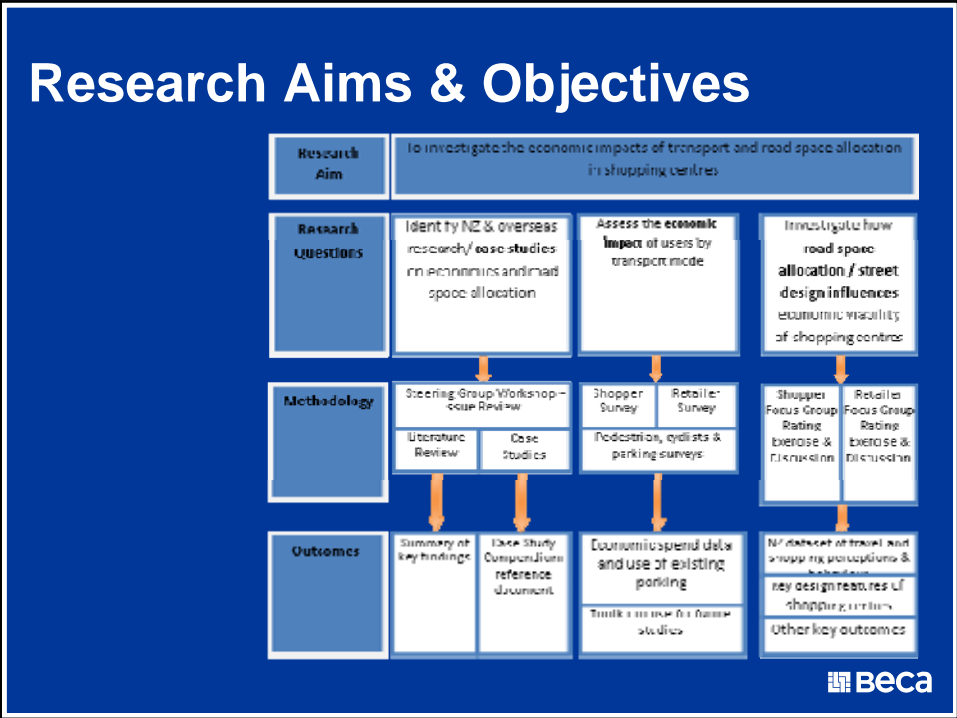 Research Aims & Objectives
Research
Aim
To investigate the economic impacts of transport and road space allocation
in shopping centres
Research
Questions
Identify NZ & overseas
research/ case studies
on economics and road
space allocation
Assess the economic
impact of users by
transport mode
Investigate how
road space
allocation / street
design influences
economic viability
of shopping centres
Methodology
Steering Group Workshop –
Issue Review
Literature
Review
Case
Studies
Shopper
Survey
Retailer
Survey
Pedestrian, cyclists &
parking surveys
Shopper
Focus Group
Rating
Exercise &
Discussion
Retailer
Focus Group
Rating
Exercise &
Discussion
Outcomes
Summary of
key findings
Case Study
Compendium
reference
document
Economic spend data
and use of existing
parking
Toolkit for future
studies
NZ dataset of travel and
shopping perceptions &
behaviour
Key design features of
shopping centres
Other key outcomes
Beca